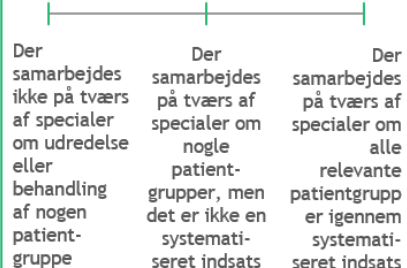 Der
samarbejdes
ikke på tværs
af specialer
om udredelse
eller
behandling
af nogen
patient-
gruppe
Der
samarbejdes
på tværs af
specialer om
nogle
patient-
grupper, men
det er ikke en
systemati-
seret indsats
Der
samarbejdes
på tværs af
specialer om
alle
relevante
patientgrupp
er igennem
systemati-
seret indsats